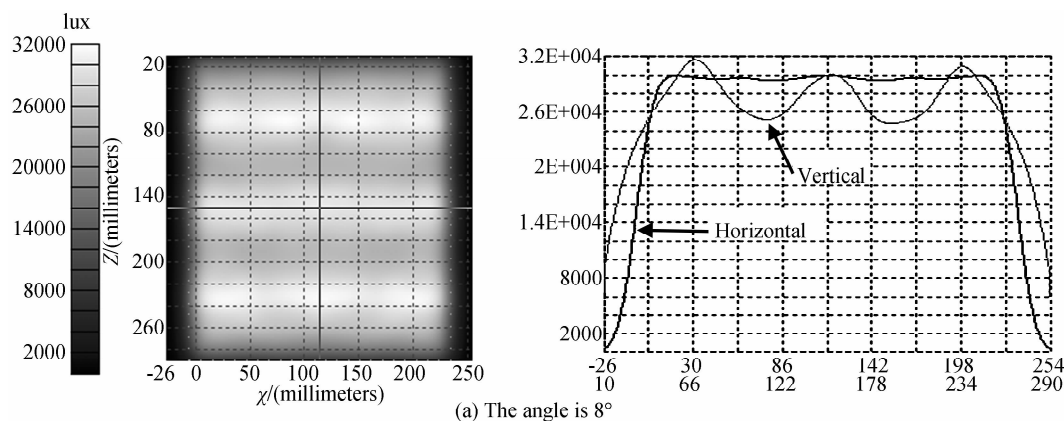 lux
32000
26000
20000
14000
8000
2000
Z/(millimeters)
20
80
140
200
260
-26 0 50 100 150 200 250
χ/(millimeters)
3.2E+004
2.6E+004
2E+004
1.4E+004
8000
2000
Vertical
Horizontal
-26 30 86 142 198 254
10 66 122 178 234 290
(a) The angle is 8°